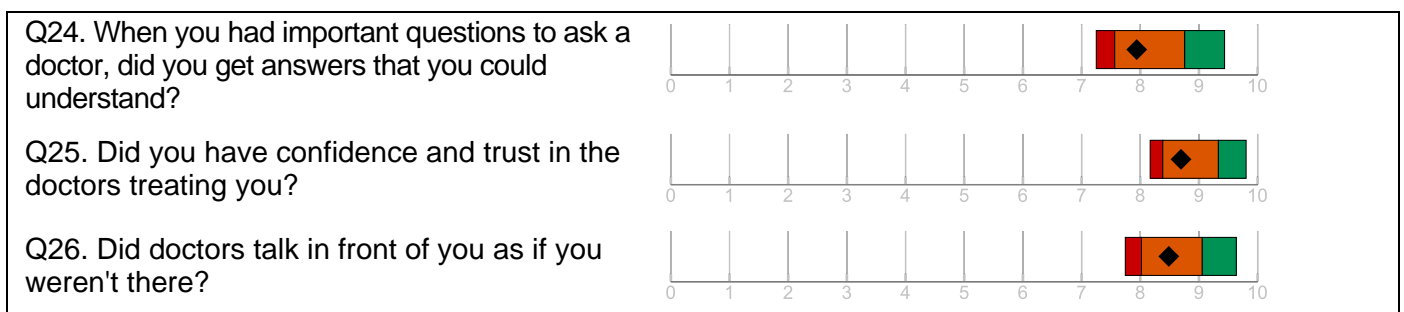 Q24. When you had important questions to ask a
doctor, did you get answers that you could
understand?
0 1 2 3 4 5 6 7 8 9 10
Q25. Did you have confidence and trust in the
doctors treating you?
0 1 2 3 4 5 6 7 8 9 10
Q26. Did doctors talk in front of you as if you
weren't there?
0 1 2 3 4 5 6 7 8 9 10